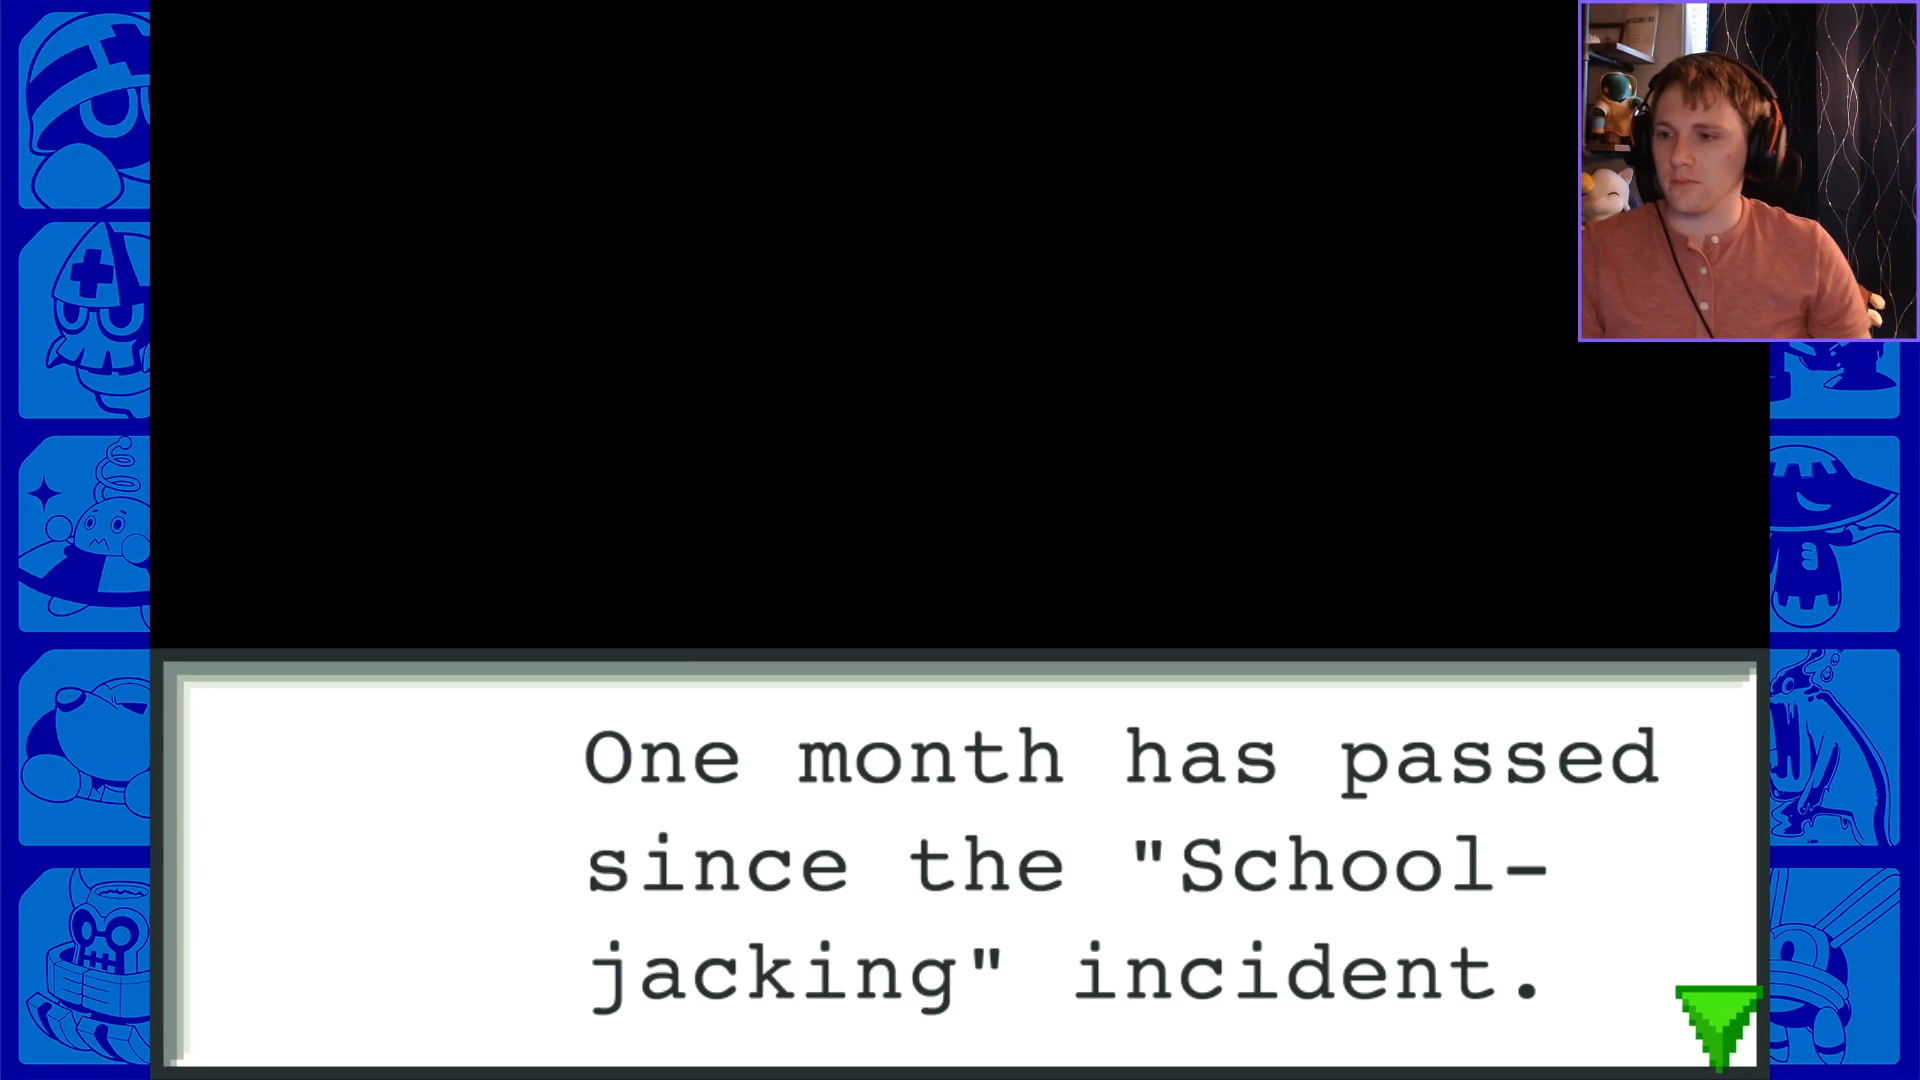 One month has passed
since the "School-
jacking" incident.